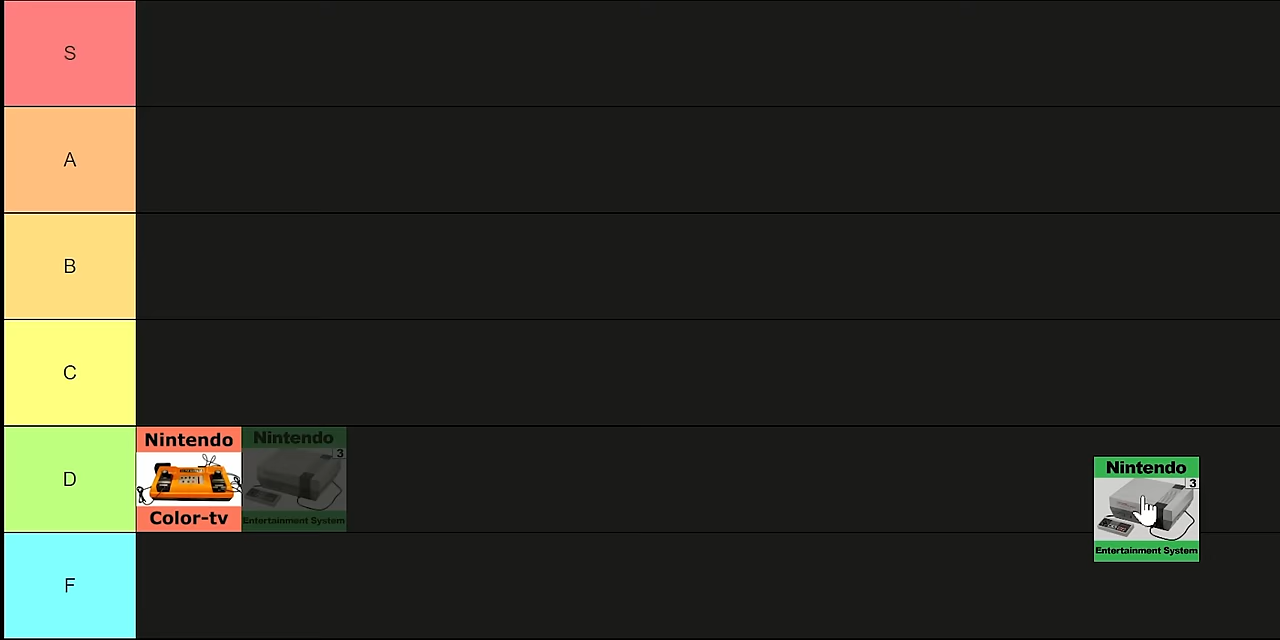 S
A
B
C
D
Nintendo
Color-tv
Nintendo
3
Entertainment System
Nintendo
3
Entertainment System
F